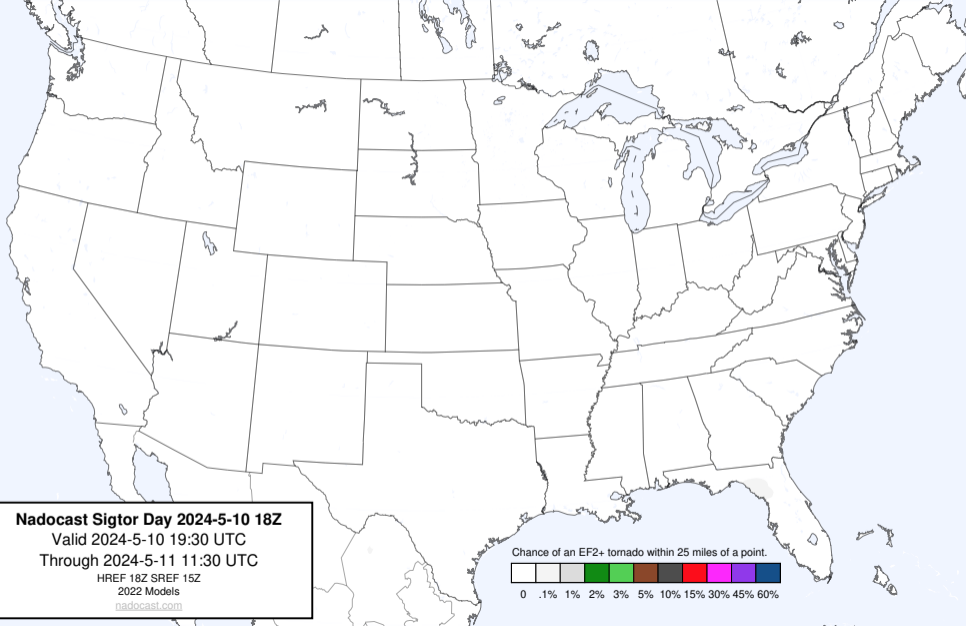 Nadocast Sigtor Day 2024-5-10 18Z
Valid 2024-5-10 19:30 UTC
Through 2024-5-11 11:30 UTC
HREF 18Z SREF 15Z
2022 Models
nadocast.com
Chance of an EF2+ tornado within 25 miles of a point.
0 .1% 1% 2% 3% 5% 10% 15% 30% 45% 60%